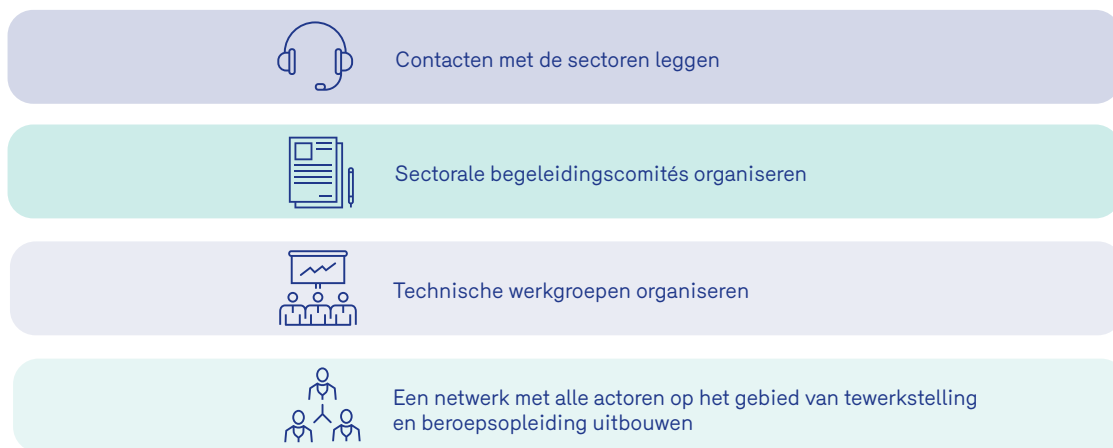 Contacten met de sectoren leggen
Sectorale begeleidingscomités organiseren
Technische werkgroepen organiseren
Een netwerk met alle actoren op het gebied van tewerkstelling
en beroepsopleiding uitbouwen